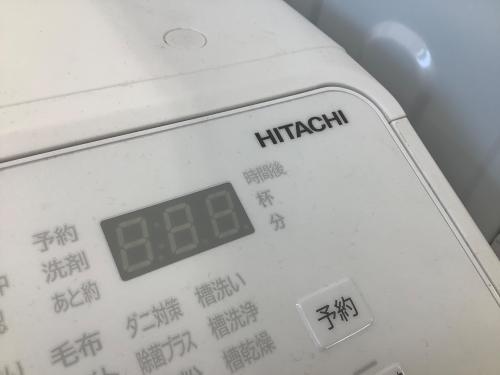 HITACHI
時間後
杯
分
予約
洗剤
あと約
毛布
ダニ対策
槽洗い
除菌プラス
槽洗浄
槽乾燥
予約